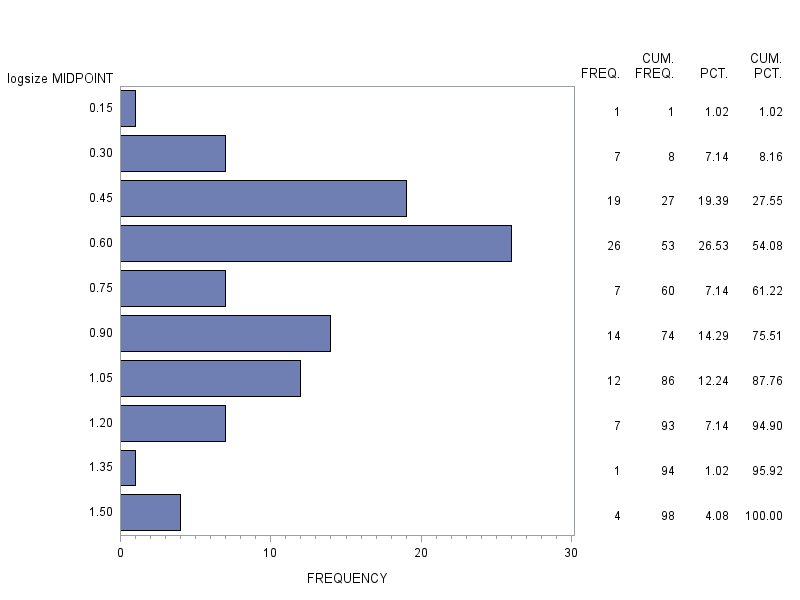 CUM. CUM.
FREQ. FREQ. PCT. PCT.
logsize MIDPOINT
0.15 1 1 1.02 1.02
0.30 7 8 7.14 8.16
0.45 19 27 19.39 27.55
0.60 26 53 26.53 54.08
0.75 7 60 7.14 61.22
0.90 14 74 14.29 75.51
1.05 12 86 12.24 87.76
1.20 7 93 7.14 94.90
1.35 1 94 1.02 95.92
1.50 4 98 4.08 100.00
0 10 20 30
FREQUENCY